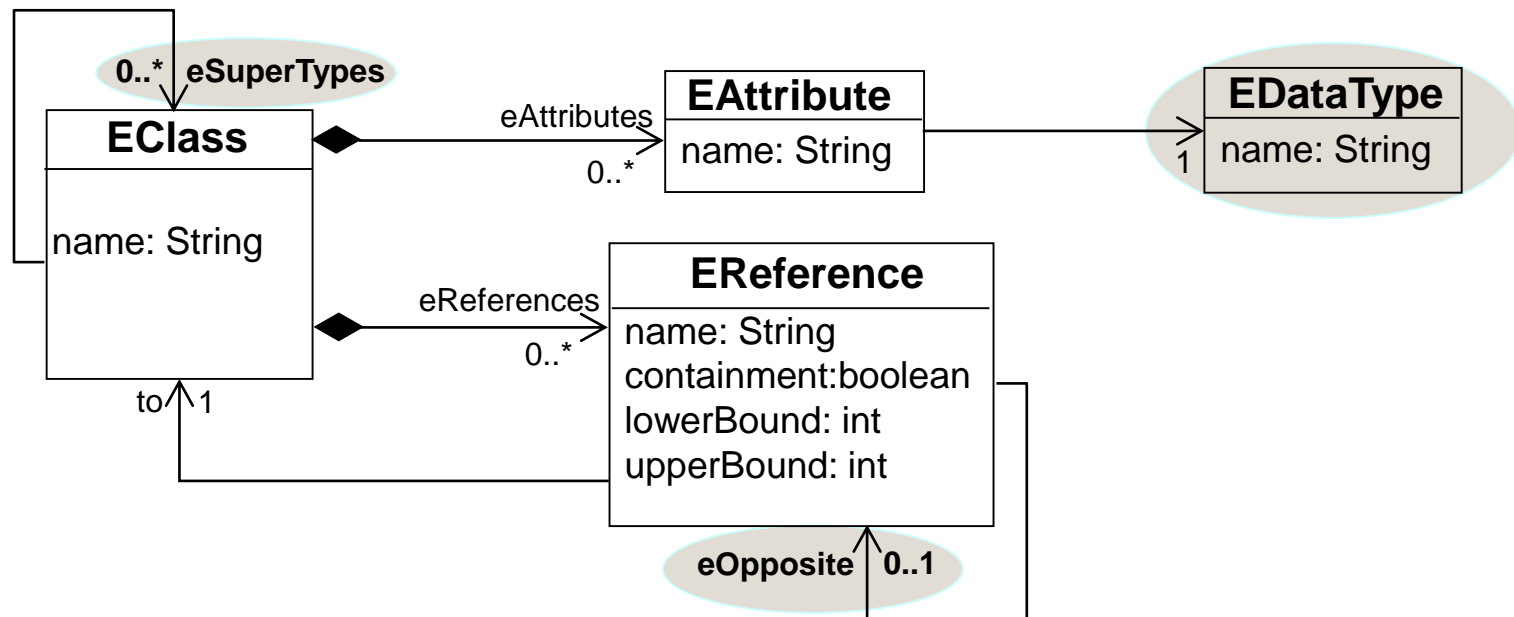 0..* eSuperTypes
EClass
name: String
eAttributes
0..*
EAttribute
name: String
1
EDataType
name: String
eReferences
0..*
EReference
name: String
containment:boolean
lowerBound: int
upperBound: int
to 1
eOpposite 0..1